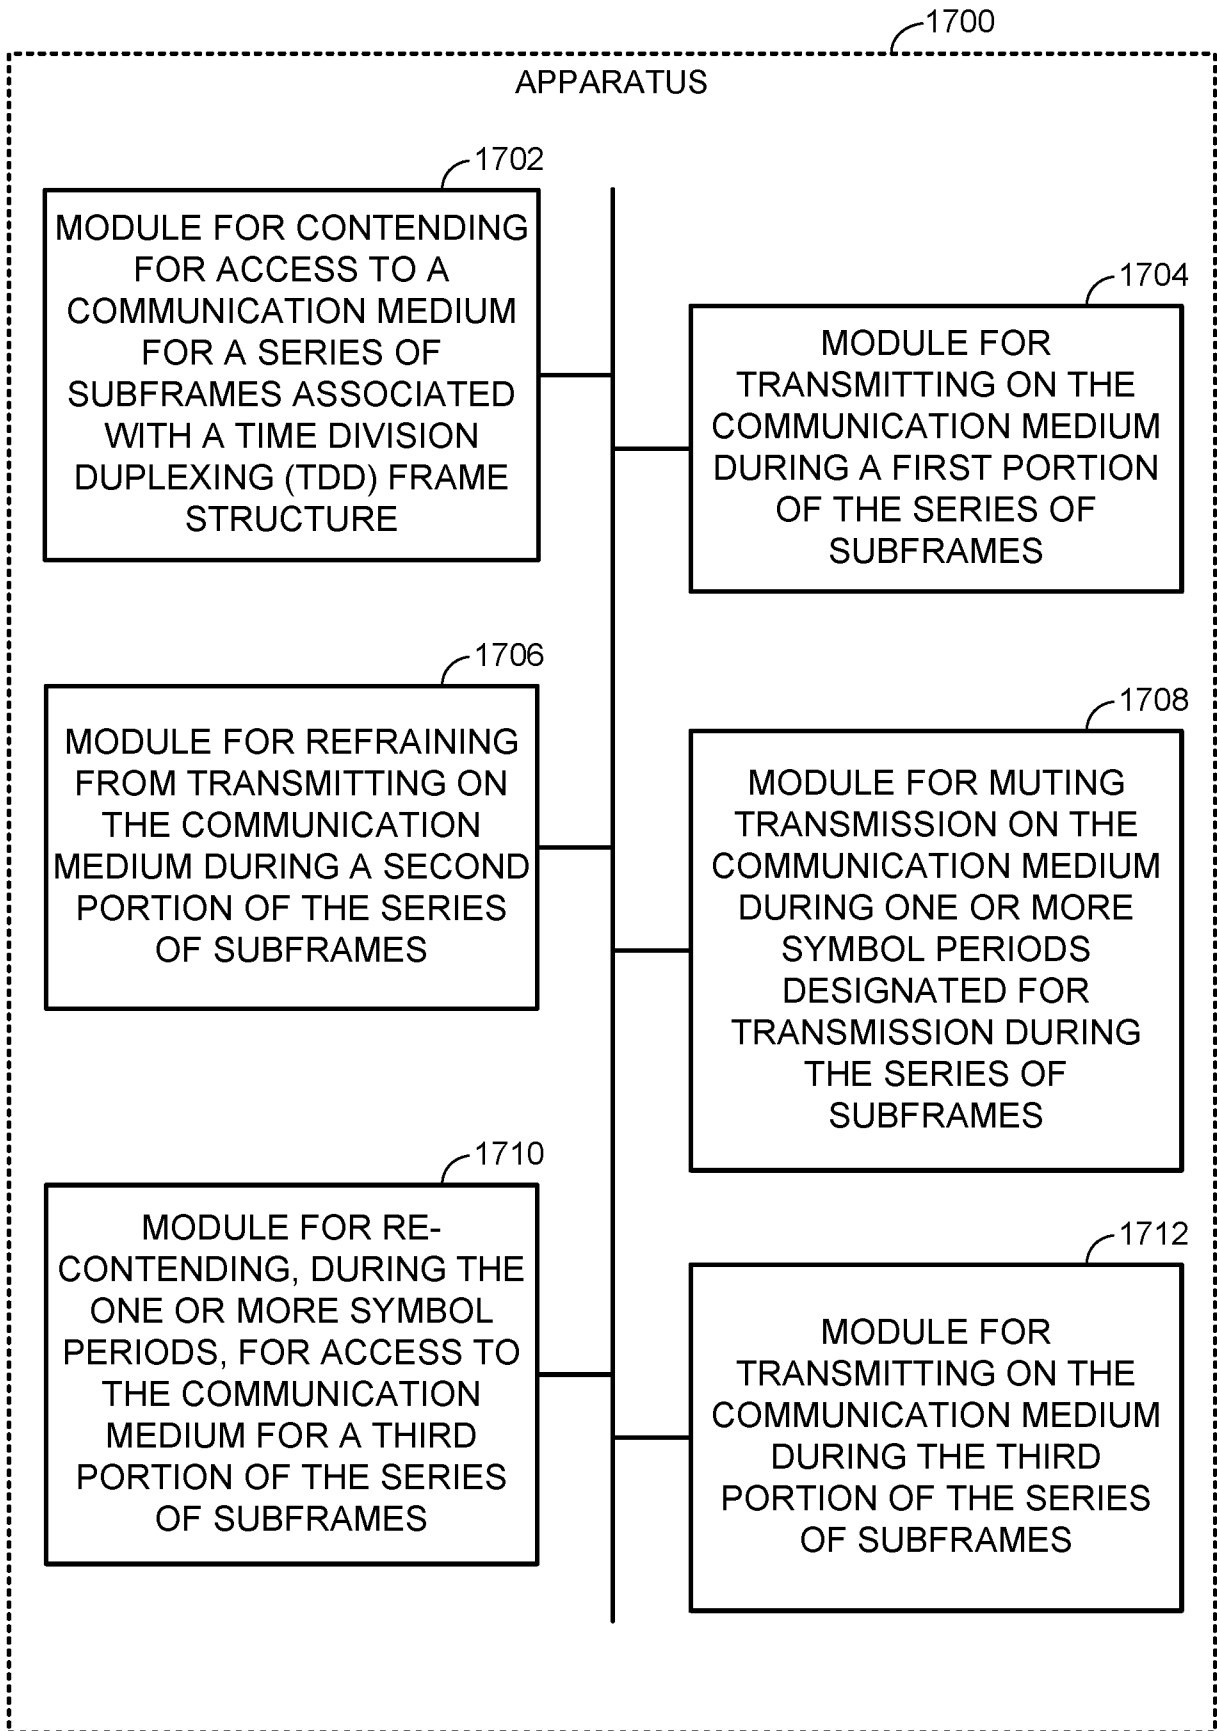 1700
APPARATUS
1702
MODULE FOR CONTENDING
FOR ACCESS TO A
COMMUNICATION MEDIUM
FOR A SERIES OF
SUBFRAMES ASSOCIATED
WITH A TIME DIVISION
DUPLEXING (TDD) FRAME
STRUCTURE
1704
MODULE FOR
TRANSMITTING ON THE
COMMUNICATION MEDIUM
DURING A FIRST PORTION
OF THE SERIES OF
SUBFRAMES
1706
MODULE FOR REFRAINING
FROM TRANSMITTING ON
THE COMMUNICATION
MEDIUM DURING A SECOND
PORTION OF THE SERIES
OF SUBFRAMES
1708
MODULE FOR MUTING
TRANSMISSION ON THE
COMMUNICATION MEDIUM
DURING ONE OR MORE
SYMBOL PERIODS
DESIGNATED FOR
TRANSMISSION DURING
THE SERIES OF
SUBFRAMES
1710
MODULE FOR RE-
CONTENDING, DURING THE
ONE OR MORE SYMBOL
PERIODS, FOR ACCESS TO
THE COMMUNICATION
MEDIUM FOR A THIRD
PORTION OF THE SERIES
OF SUBFRAMES
1712
MODULE FOR
TRANSMITTING ON THE
COMMUNICATION MEDIUM
DURING THE THIRD
PORTION OF THE SERIES
OF SUBFRAMES